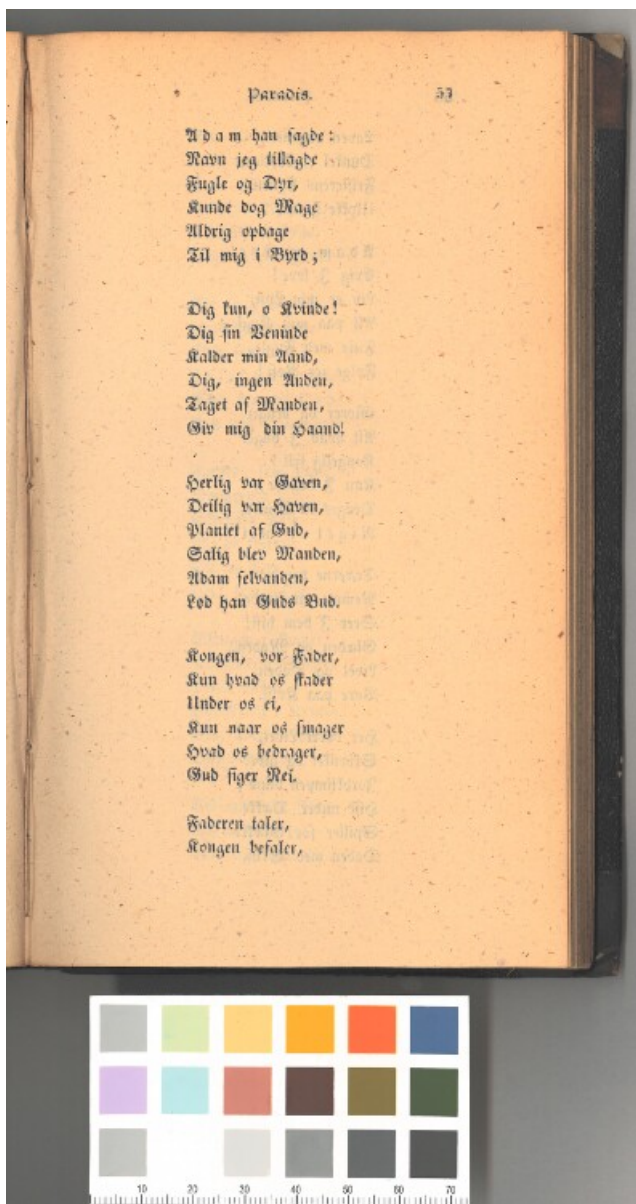 Paradis.
Adam han sagde:
Navn jeg tillagde
Fugle og Dyr,
Kunde dog Mage
Aldrig opdage
Til mig i Byrd;
Dig kun, o Kvinde!
Dig sin Veninde
Kalder min Aand,
Dig, ingen Anden,
Taget af Manden,
Giv mig din Haand!
Herlig var Gaven,
Deilig var Haven,
Plantet af Gud,
Salig blev Manden,
Adam selvanden,
Lød han Guds Bud.
Kongen, vor Fader,
Kun hvad os skader
Under os ei,
Kun naar os smager
Hvad os bedrager,
Gud siger Nei.
Faderen taler,
Kongen befaler,
10 20 30 40 50 60 70